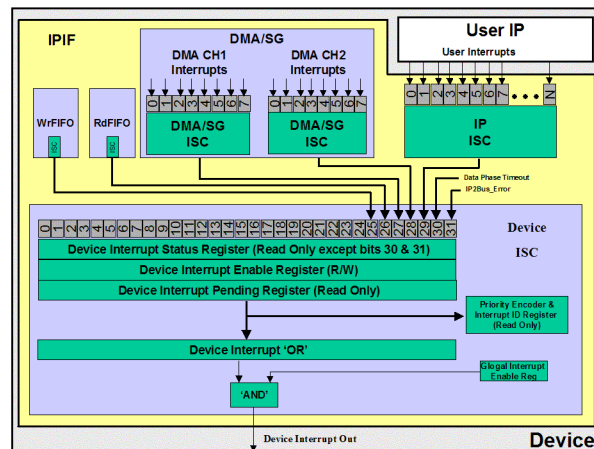 IPIF
DMA/SG
User IP
User Interrupts
DMA CH1
Interrupts
DMA CH2
Interrupts
0 1 2 3 4 5 6 7
0 1 2 3 4 5 6 7
0 1 2 3 4 5 6 7 N
WrFIFO
ISC
RdFIFO
ISC
DMA/SG
ISC
DMA/SG
ISC
IP
ISC
Data Phase Timeout
IP2Bus_Error
0 1 2 3 4 5 6 7 8 9 10 11 12 13 14 15 16 17 18 19 20 21 22 23 24 25 26 27 28 29 30 31
Device
ISC
Device Interrupt Status Register (Read Only except bits 30 & 31)
Device Interrupt Enable Register (R/W)
Device Interrupt Pending Register (Read Only)
Priority Encoder &
Interrupt ID Register
(Read Only)
Device Interrupt ‘OR’
Glogal Interrupt
Enable Reg
‘AND’
Device Interrupt Out
Device